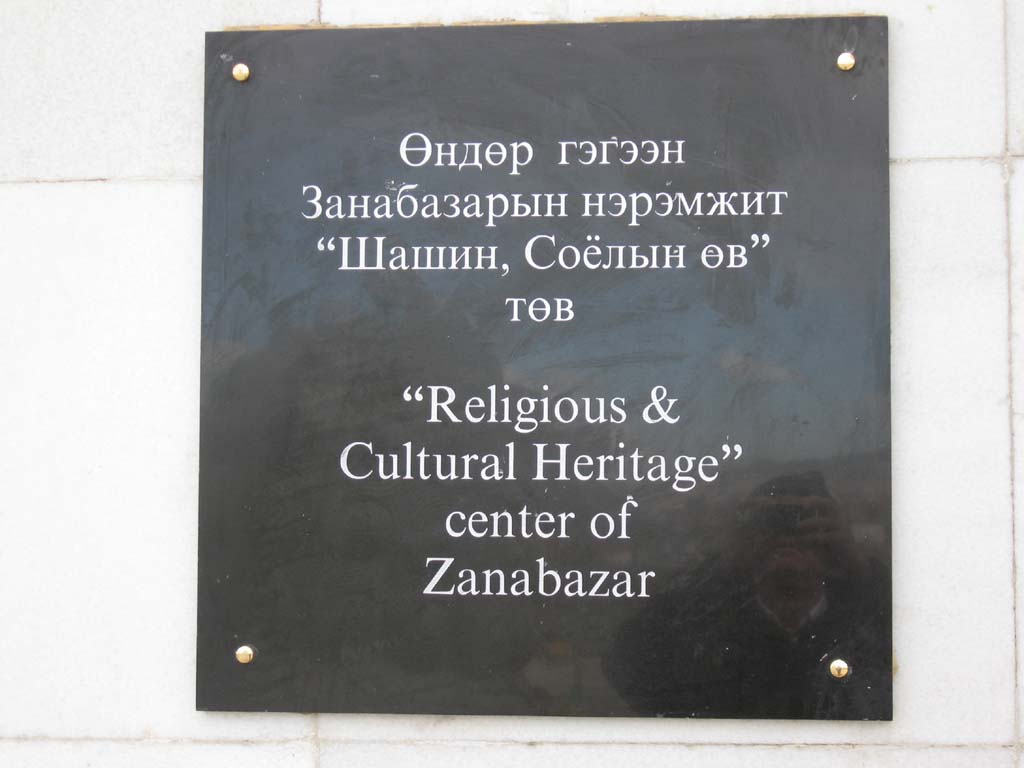 Өндөр гэгээн
Занабазарын нэрэмжит
“Шашин, Соёлын өв”
төв
“Religious &
Cultural Heritage”
center of
Zanabazar